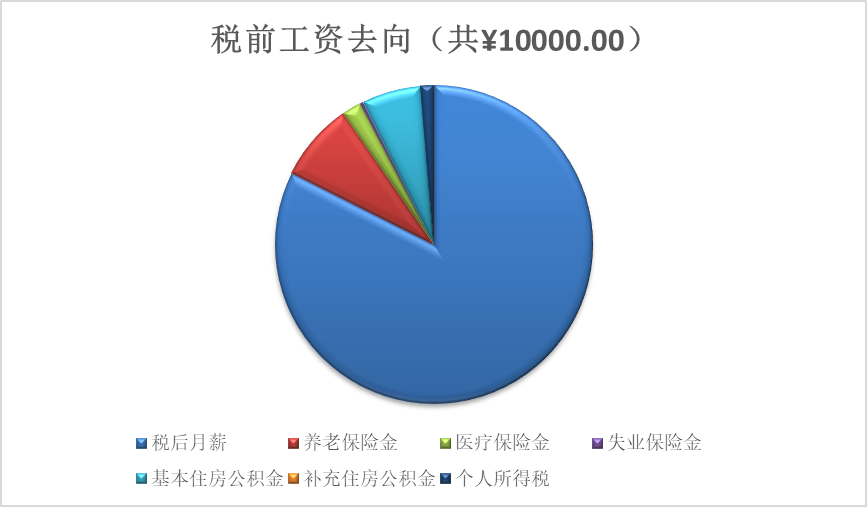 税前工资去向（共¥10000.00）
税后月薪 养老保险金 医疗保险金 失业保险金
基本住房公积金 补充住房公积金 个人所得税